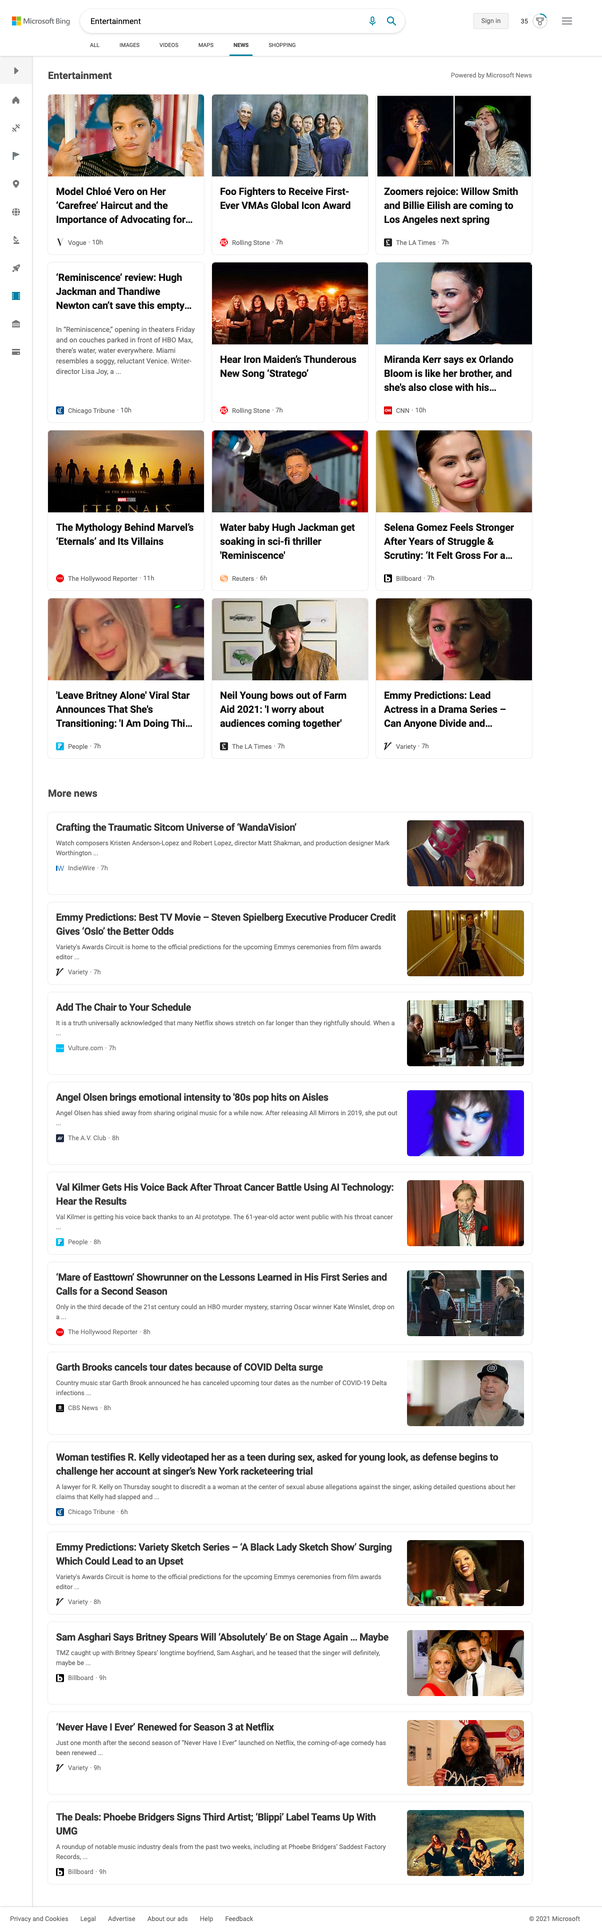 Microsoft Bing
Entertainment
Sign in
35
ALL
IMAGES
VIDEOS
MAPS
NEWS
SHOPPING
Entertainment
Powered by Microsoft News
Model Chloé Vero on Her
‘Carefree’ Haircut and the
Importance of Advocating for...
Vogue · 10h
Foo Fighters to Receive First-
Ever VMAs Global Icon Award
Rolling Stone · 7h
Zoomers rejoice: Willow Smith
and Billie Eilish are coming to
Los Angeles next spring
The LA Times · 7h
‘Reminiscence’ review: Hugh
Jackman and Thandiwe
Newton can’t save this empty...
In “Reminiscence,” opening in theaters Friday
and on couches parked in front of HBO Max,
there’s water, water everywhere. Miami
resembles a soggy, reluctant Venice. Writer-
director Lisa Joy, a ...
Chicago Tribune · 10h
Hear Iron Maiden’s Thunderous
New Song ‘Stratego’
Rolling Stone · 7h
Miranda Kerr says ex Orlando
Bloom is like her brother, and
she's also close with his...
CNN · 10h
IN THE BEGINNING...
ETERNALS
The Mythology Behind Marvel’s
‘Eternals’ and Its Villains
The Hollywood Reporter · 11h
Water baby Hugh Jackman get
soaking in sci-fi thriller
'Reminiscence'
Reuters · 6h
Selena Gomez Feels Stronger
After Years of Struggle &
Scrutiny: ‘It Felt Gross For a...
Billboard · 7h
'Leave Britney Alone' Viral Star
Announces That She's
Transitioning: 'I Am Doing Thi...
People · 7h
Neil Young bows out of Farm
Aid 2021: 'I worry about
audiences coming together'
The LA Times · 7h
Emmy Predictions: Lead
Actress in a Drama Series –
Can Anyone Divide and...
Variety · 7h
More news
Crafting the Traumatic Sitcom Universe of ‘WandaVision’
Watch composers Kristen Anderson-Lopez and Robert Lopez, director Matt Shakman, and production designer Mark
Worthington ...
IndieWire · 7h
Emmy Predictions: Best TV Movie – Steven Spielberg Executive Producer Credit
Gives ‘Oslo’ the Better Odds
Variety's Awards Circuit is home to the official predictions for the upcoming Emmys ceremonies from film awards
editor ...
Variety · 7h
Add The Chair to Your Schedule
It is a truth universally acknowledged that many Netflix shows stretch on far longer than they rightfully should. When a
...
Vulture.com · 7h
Angel Olsen brings emotional intensity to '80s pop hits on Aisles
Angel Olsen has shied away from sharing original music for a while now. After releasing All Mirrors in 2019, she put out
...
The A.V. Club · 8h
Val Kilmer Gets His Voice Back After Throat Cancer Battle Using AI Technology:
Hear the Results
Val Kilmer is getting his voice back thanks to an AI prototype. The 61-year-old actor went public with his throat cancer
...
People · 8h
‘Mare of Easttown’ Showrunner on the Lessons Learned in His First Series and
Calls for a Second Season
Only in the third decade of the 21st century could an HBO murder mystery, starring Oscar winner Kate Winslet, drop on
a ...
The Hollywood Reporter · 8h
Garth Brooks cancels tour dates because of COVID Delta surge
Country music star Garth Brook announced he has canceled upcoming tour dates as the number of COVID-19 Delta
infections ...
CBS News · 8h
Woman testifies R. Kelly videotaped her as a teen during sex, asked for young look, as defense begins to
challenge her account at singer’s New York racketeering trial
A lawyer for R. Kelly on Thursday sought to discredit a a woman at the center of sexual abuse allegations against the singer, asking detailed questions about her
claims that Kelly had slapped and ...
Chicago Tribune · 6h
Emmy Predictions: Variety Sketch Series – ‘A Black Lady Sketch Show’ Surging
Which Could Lead to an Upset
Variety's Awards Circuit is home to the official predictions for the upcoming Emmys ceremonies from film awards
editor ...
Variety · 8h
Sam Asghari Says Britney Spears Will ‘Absolutely’ Be on Stage Again ... Maybe
TMZ caught up with Britney Spears' longtime boyfriend, Sam Asghari, and he teased that the singer will definitely,
maybe be ...
Billboard · 9h
‘Never Have I Ever’ Renewed for Season 3 at Netflix
Just one month after the second season of “Never Have I Ever” launched on Netflix, the coming-of-age comedy has
been renewed ...
Variety · 9h
The Deals: Phoebe Bridgers Signs Third Artist; ‘Blippi’ Label Teams Up With
UMG
A roundup of notable music industry deals from the past two weeks, including at Phoebe Bridgers' Saddest Factory
Records, ...
Billboard · 9h
Privacy and Cookies
Legal
Advertise
About our ads
Help
Feedback
© 2021 Microsoft